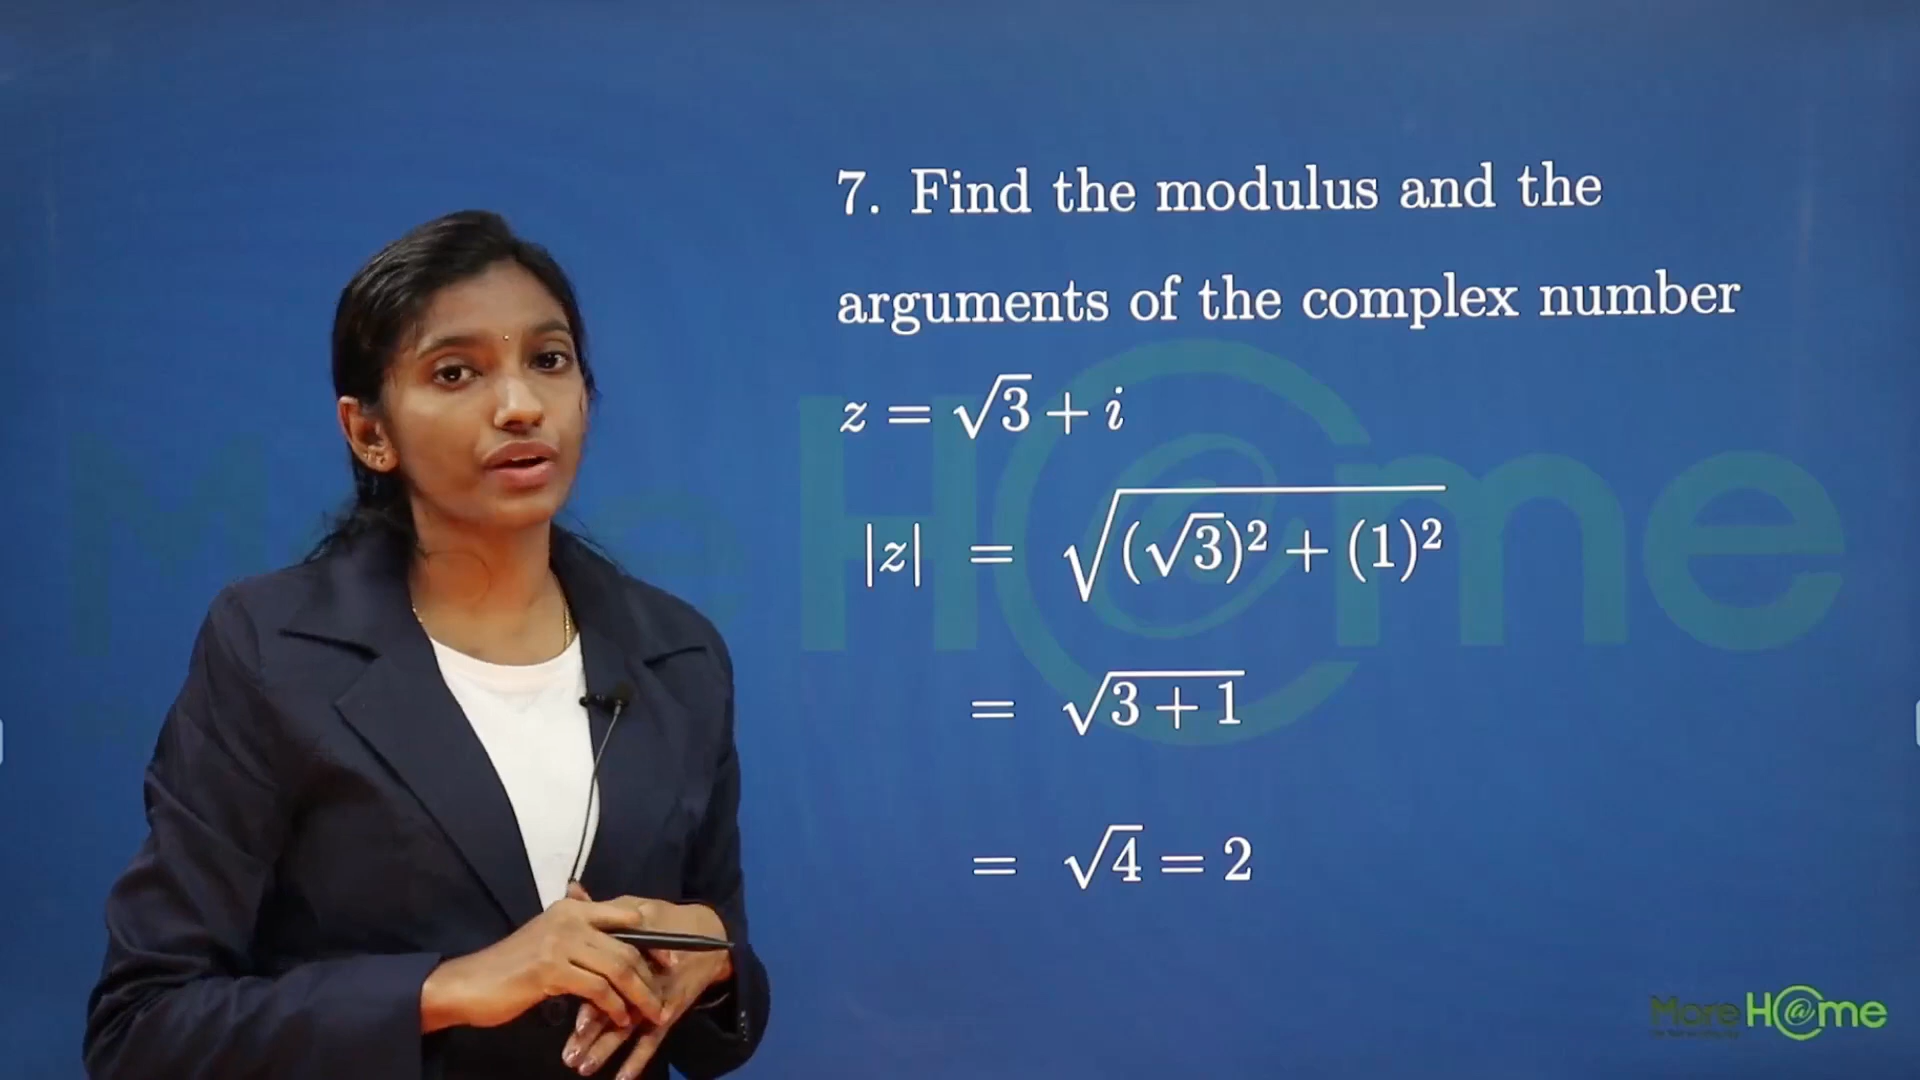 7. Find the modulus and the
arguments of the complex number
z = √3 + i
|z| = √((√3)² + (1)²)
= √(3 + 1)
= √4 = 2
More H@me